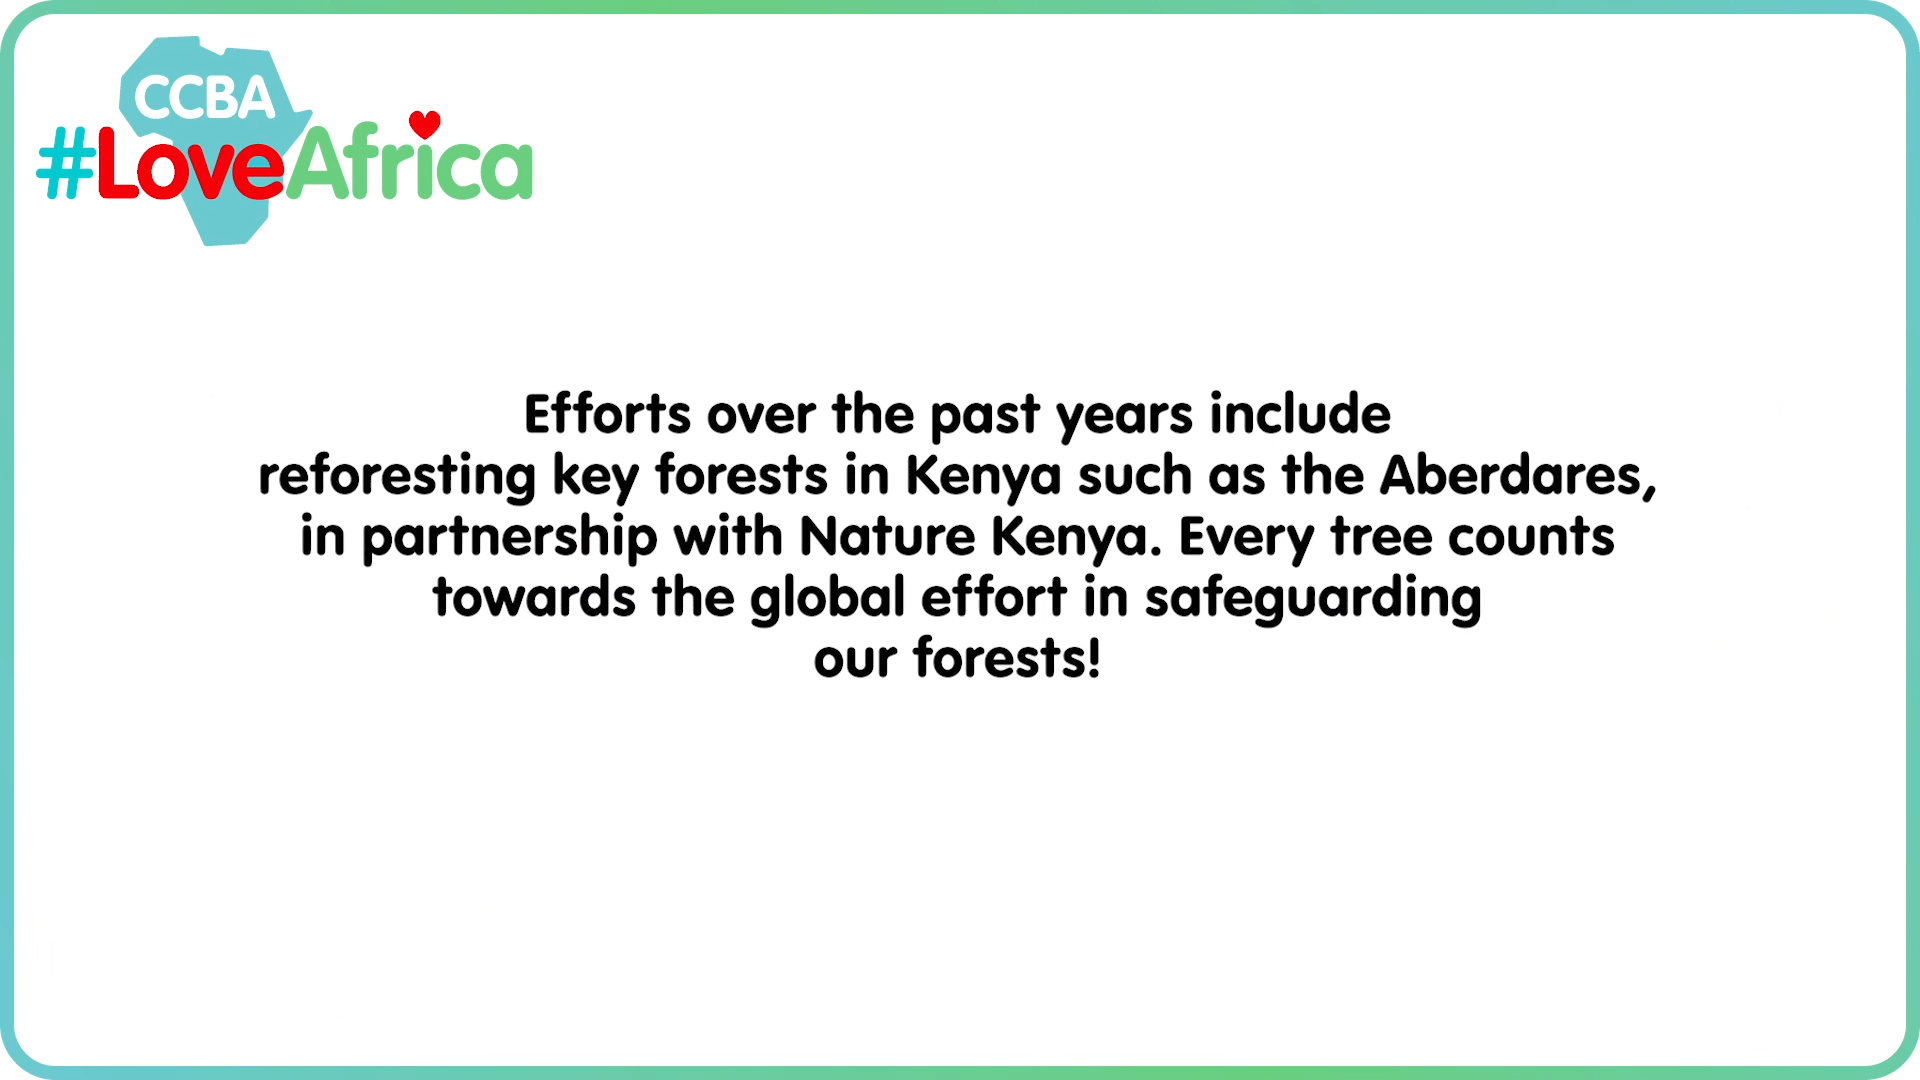 CCBA
#LoveAfrica
Efforts over the past years include
reforesting key forests in Kenya such as the Aberdares,
in partnership with Nature Kenya. Every tree counts
towards the global effort in safeguarding
our forests!